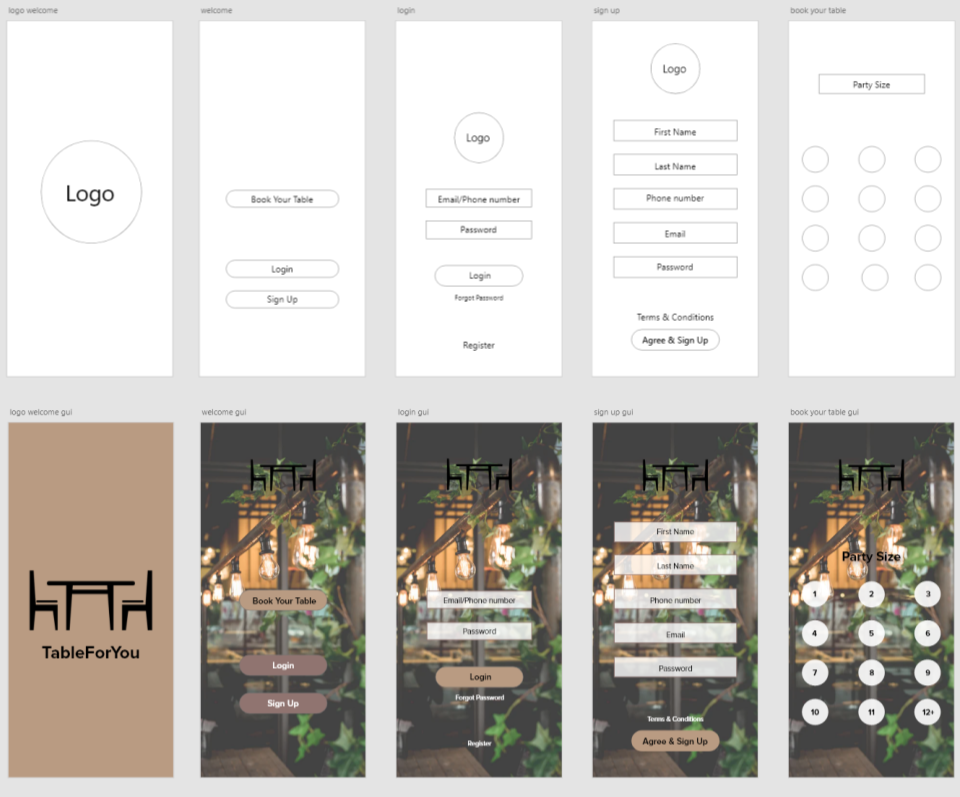 logo welcome
Logo
welcome
Book Your Table
Login
Sign Up
login
Logo
Email/Phone number
Password
Login
Forgot Password
Register
sign up
Logo
First Name
Last Name
Phone number
Email
Password
Terms & Conditions
Agree & Sign Up
book your table
Party Size
logo welcome gui
TableForYou
welcome gui
Book Your Table
Login
Sign Up
login gui
Email/Phone number
Password
Login
Forgot Password
Register
sign up gui
First Name
Last Name
Phone number
Email
Password
Terms & Conditions
Agree & Sign Up
book your table gui
Party Size
1 2 3
4 5 6
7 8 9
10 11 12+